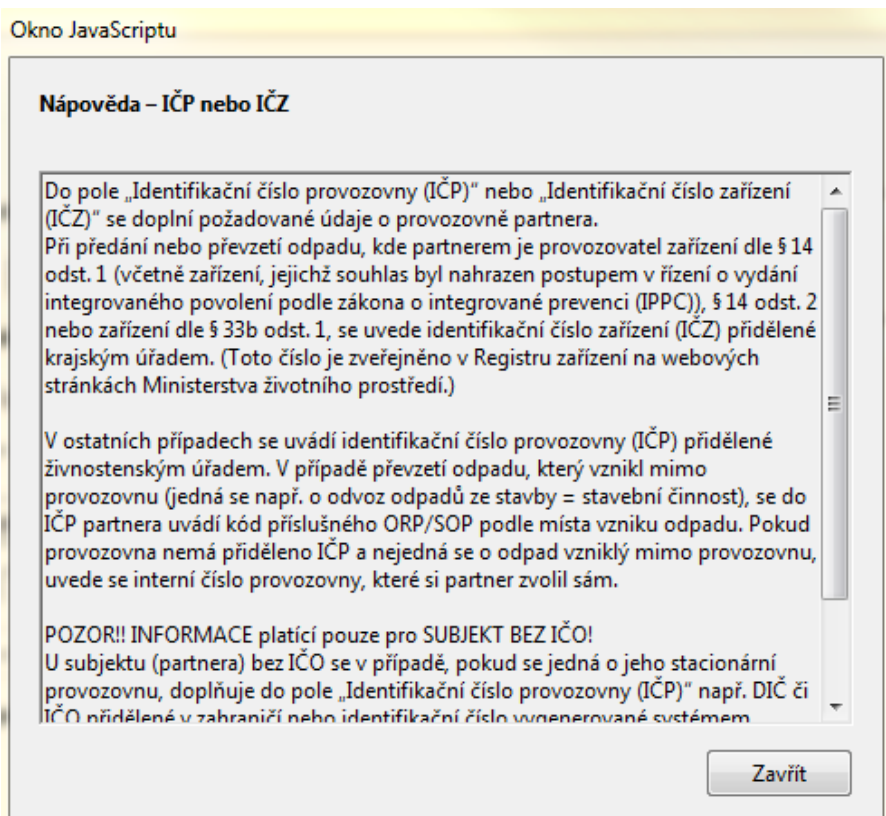 Okno JavaScriptu
Nápověda – IČP nebo IČZ
Do pole „Identifikační číslo provozovny (IČP)“ nebo „Identifikační číslo zařízení
(IČZ)“ se doplní požadované údaje o provozovně partnera.
Při předání nebo převzetí odpadu, kde partnerem je provozovatel zařízení dle § 14
odst. 1 (včetně zařízení, jejichž souhlas byl nahrazen postupem v řízení o vydání
integrovaného povolení podle zákona o integrované prevenci (IPPC)), § 14 odst. 2
nebo zařízení dle § 33b odst. 1, se uvede identifikační číslo zařízení (IČZ) přidělené
krajským úřadem. (Toto číslo je zveřejněno v Registru zařízení na webových
stránkách Ministerstva životního prostředí.)
V ostatních případech se uvádí identifikační číslo provozovny (IČP) přidělené
živnostenským úřadem. V případě převzetí odpadu, který vznikl mimo
provozovnu (jedná se např. o odvoz odpadů ze stavby = stavební činnost), se do
IČP partnera uvádí kód příslušného ORP/SOP podle místa vzniku odpadu. Pokud
provozovna nemá přiděleno IČP a nejedná se o odpad vzniklý mimo provozovnu,
uvede se interní číslo provozovny, které si partner zvolil sám.
POZOR!! INFORMACE platící pouze pro SUBJEKT BEZ IČO!
U subjektu (partnera) bez IČO se v případě, pokud se jedná o jeho stacionární
provozovnu, doplňuje do pole „Identifikační číslo provozovny (IČP)“ např. DIČ či
IČO přidělené v zahraničí nebo identifikační číslo vygenerované systémem
Zavřít